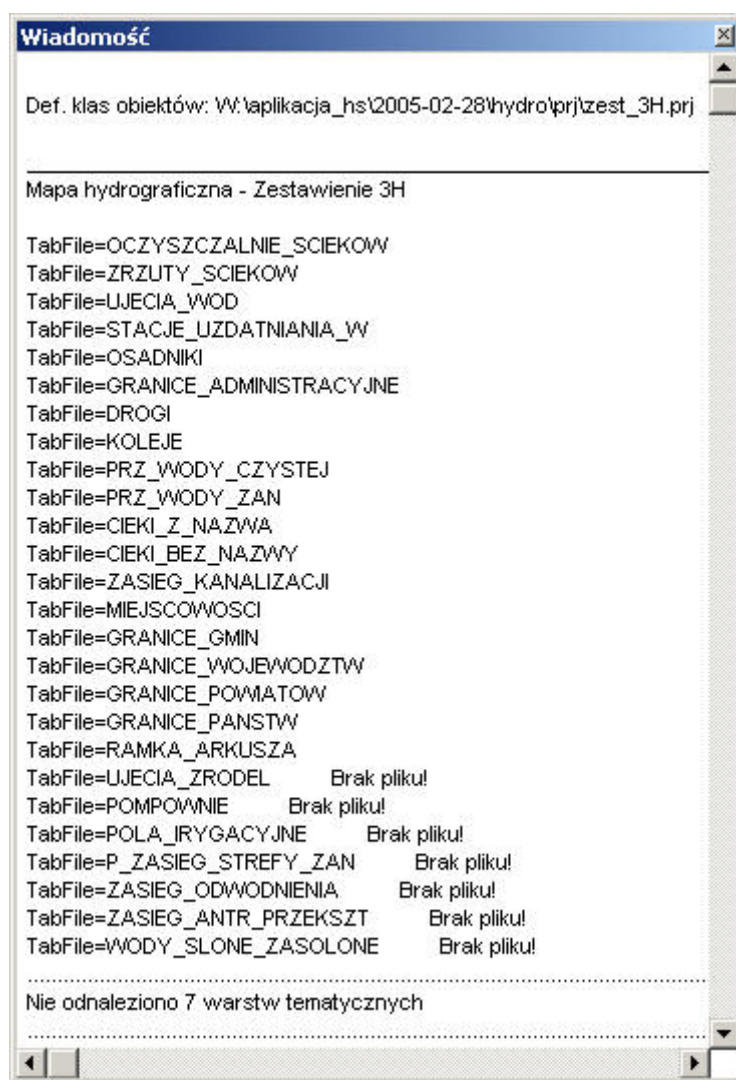 Wiadomość
Def. klas obiektów: W:\aplikacja_hs\2005-02-28\hydro\prj\zest_3H.prj
Mapa hydrograficzna - Zestawienie 3H
TabFile=OCZYSZCZALNIE_SCIEKOW
TabFile=ZRZUTY_SCIEKOW
TabFile=UJECIA_WOD
TabFile=STACJE_UZDATNIANIA_W
TabFile=OSADNIKI
TabFile=GRANICE_ADMINISTRACYJNE
TabFile=DROGI
TabFile=KOLEJE
TabFile=PRZ_WODY_CZYSTEJ
TabFile=PRZ_WODY_ZAN
TabFile=CIEKI_Z_NAZWA
TabFile=CIEKI_BEZ_NAZWY
TabFile=ZASIEG_KANALIZACJI
TabFile=MIEJSCOWOSCI
TabFile=GRANICE_GMIN
TabFile=GRANICE_WOJEWODZTW
TabFile=GRANICE_POWIATOW
TabFile=GRANICE_PANSTW
TabFile=RAMKA_ARKUSZA
TabFile=UJECIA_ZRODEL Brak pliku!
TabFile=POMPOWNIE Brak pliku!
TabFile=POLA_IRYGACYJNE Brak pliku!
TabFile=P_ZASIEG_STREFY_ZAN Brak pliku!
TabFile=ZASIEG_ODWODNIENIA Brak pliku!
TabFile=ZASIEG_ANTR_PRZEKSZT Brak pliku!
TabFile=WODY_SLONE_ZASOLONE Brak pliku!
Nie odnaleziono 7 warstw tematycznych